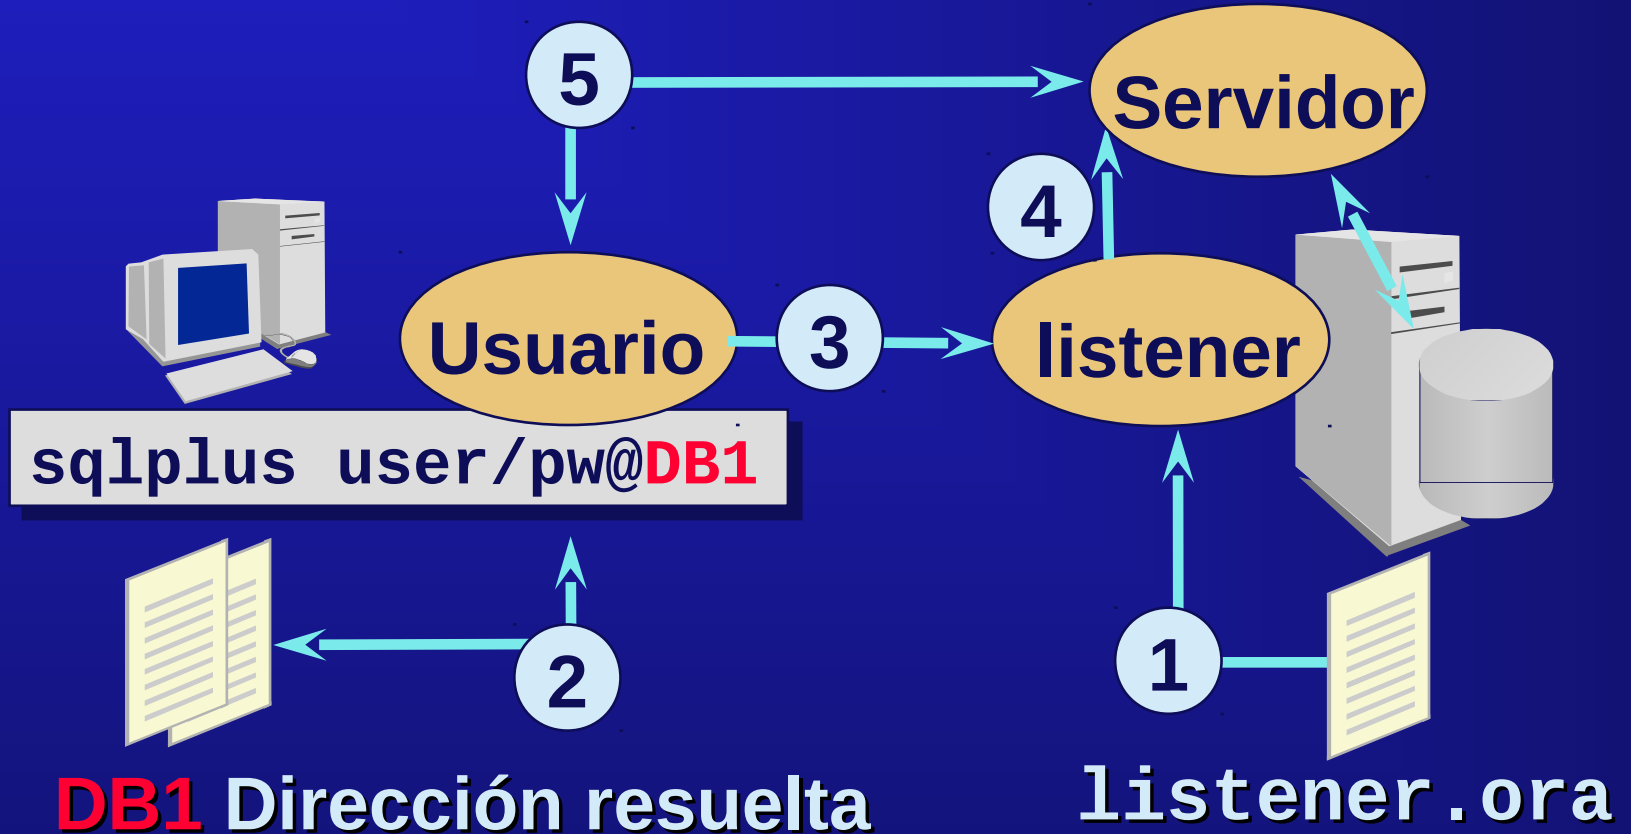 5
Servidor
4
Usuario
3
listener
sqlplus user/pw@DB1
2
1
DB1 Dirección resuelta
listener.ora